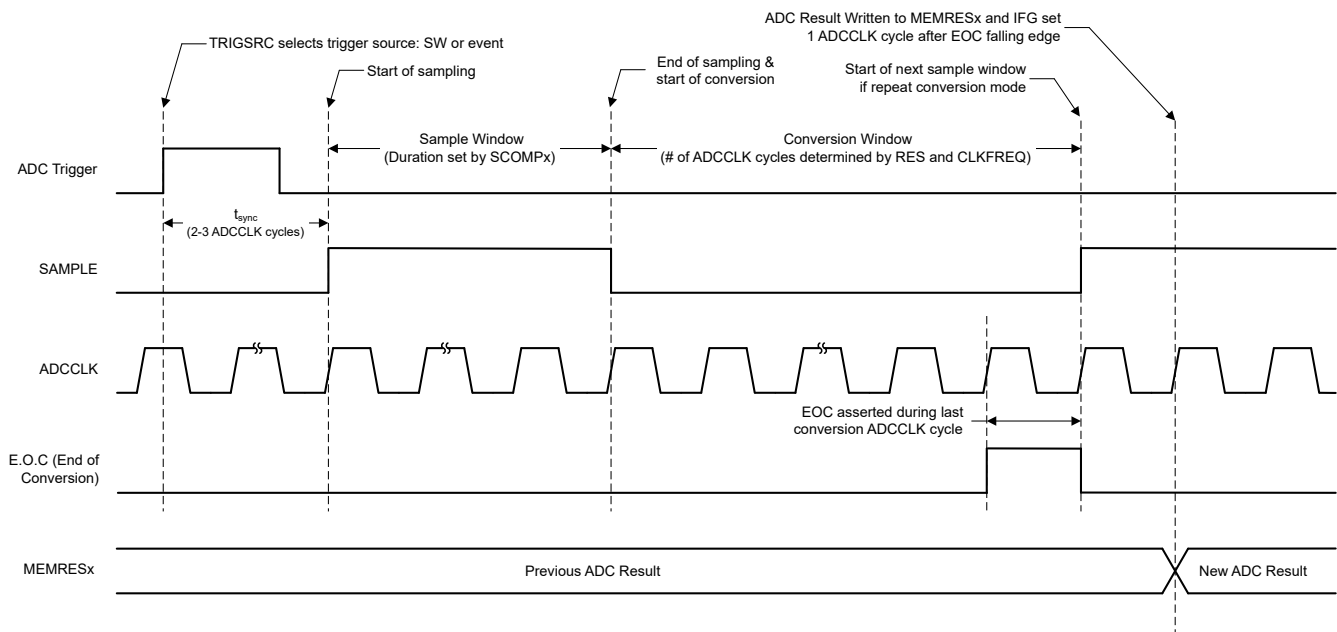 ADC Result Written to MEMRESx and IFG set
1 ADCCLK cycle after EOC falling edge
TRIGSRC selects trigger source: SW or event
Start of sampling
End of sampling &
start of conversion
Start of next sample window
if repeat conversion mode
Sample Window
(Duration set by SCOMPx)
Conversion Window
(# of ADCCLK cycles determined by RES and CLKFREQ)
ADC Trigger
tsync
(2-3 ADCCLK cycles)
SAMPLE
ADCCLK
EOC asserted during last
conversion ADCCLK cycle
E.O.C (End of
Conversion)
MEMRESx
Previous ADC Result
New ADC Result